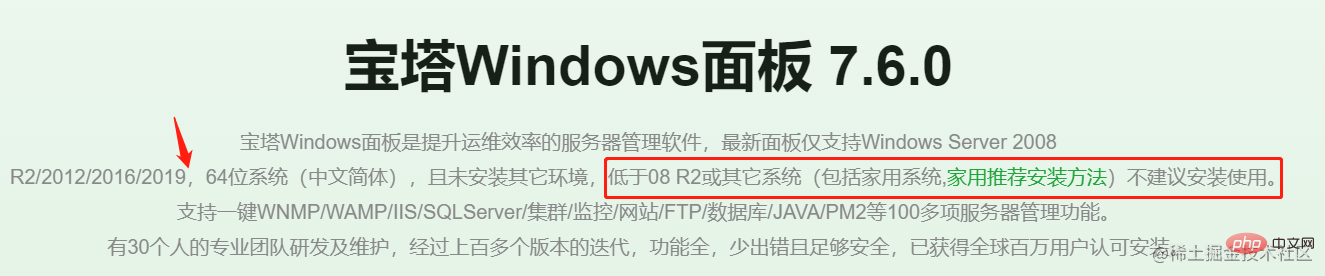 宝塔Windows面板 7.6.0
宝塔Windows面板是提升运维效率的服务器管理软件，最新面板仅支持Windows Server 2008
R2/2012/2016/2019，64位系统（中文简体），且未安装其它环境，低于08 R2或其它系统（包括家用系统,家用推荐安装方法）不建议安装使用。
支持一键WNMP/WAMP/IIS/SQLServer/集群/监控/网站/FTP/数据库/JAVA/PM2等100多项服务器管理功能。
有30个人的专业团队研发及维护，经过上百多个版本的迭代，功能全，少出错且足够安全，已获得全球百万用户认可安装。
php 中文网
@稀土掘金技术社区